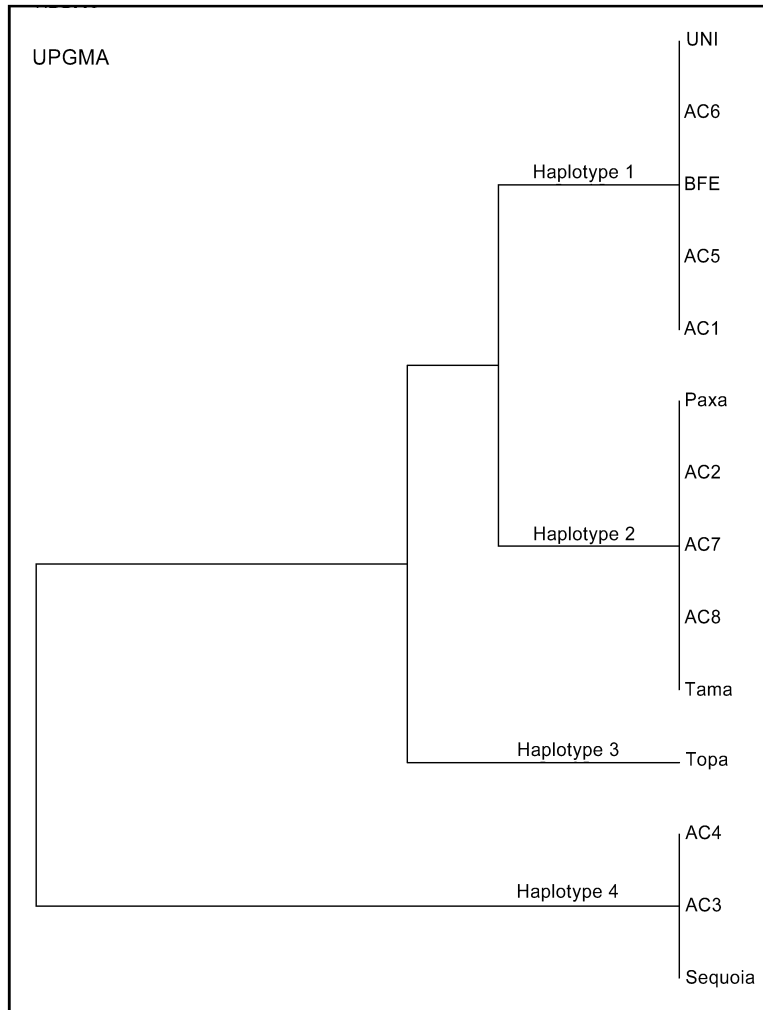 UPGMA
UNI
AC6
Haplotype 1
BFE
AC5
AC1
Paxa
AC2
Haplotype 2
AC7
AC8
Tama
Haplotype 3
Topa
AC4
Haplotype 4
AC3
Sequoia